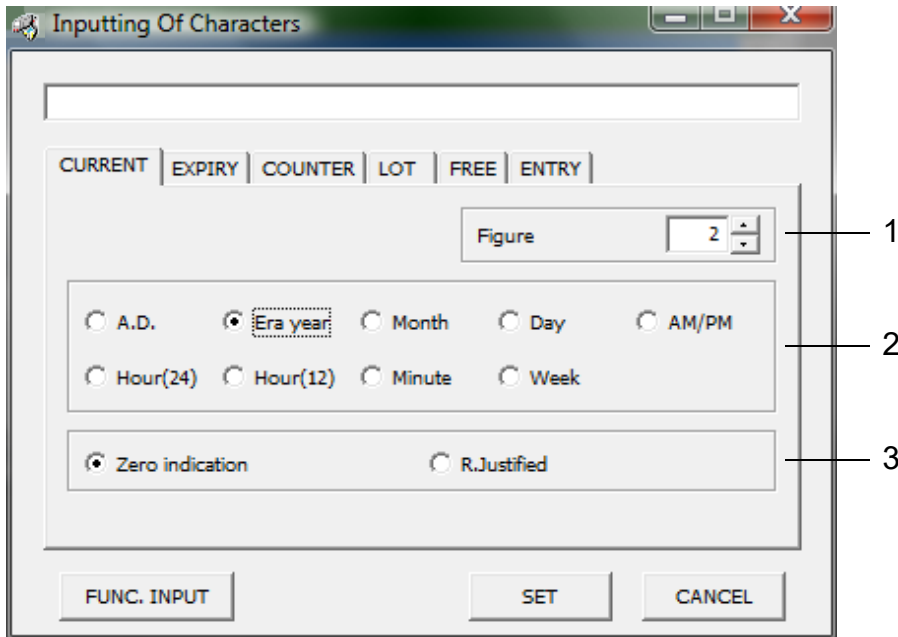 Inputting Of Characters
CURRENT EXPIRY COUNTER LOT FREE ENTRY
Figure 2 1
A.D. Era year Month Day AM/PM
2
Hour(24) Hour(12) Minute Week
Zero indication R.Justified 3
FUNC. INPUT SET CANCEL